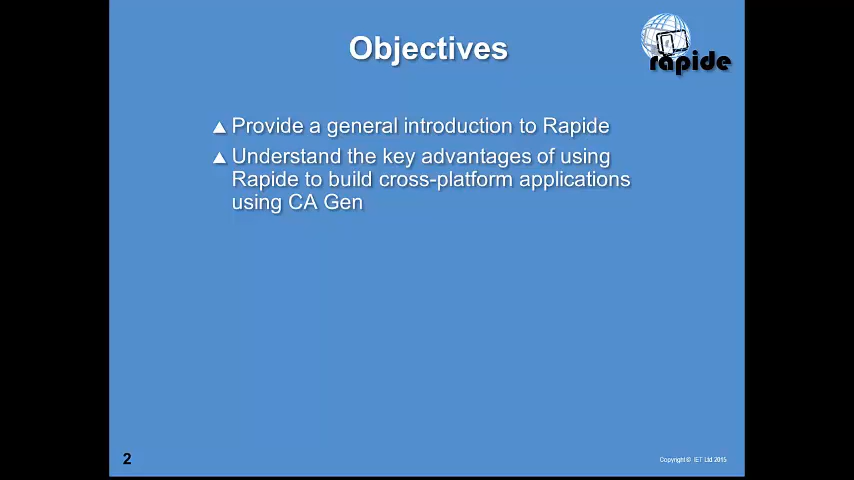 Objectives
rapide
▲ Provide a general introduction to Rapide
▲ Understand the key advantages of using
Rapide to build cross-platform applications
using CA Gen
2
Copyright © IET Ltd 2015